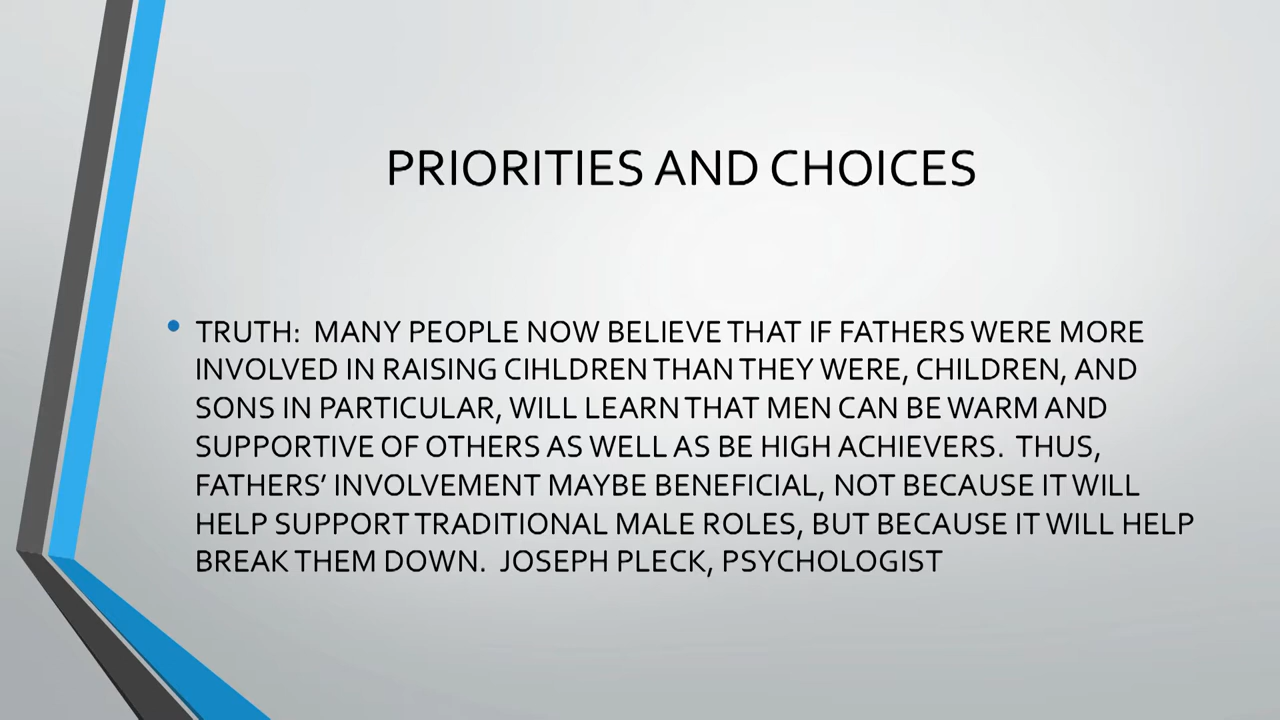 PRIORITIES AND CHOICES
• TRUTH: MANY PEOPLE NOW BELIEVE THAT IF FATHERS WERE MORE
INVOLVED IN RAISING CIHLDREN THAN THEY WERE, CHILDREN, AND
SONS IN PARTICULAR, WILL LEARN THAT MEN CAN BE WARM AND
SUPPORTIVE OF OTHERS AS WELL AS BE HIGH ACHIEVERS. THUS,
FATHERS’ INVOLVEMENT MAYBE BENEFICIAL, NOT BECAUSE IT WILL
HELP SUPPORT TRADITIONAL MALE ROLES, BUT BECAUSE IT WILL HELP
BREAK THEM DOWN. JOSEPH PLECK, PSYCHOLOGIST